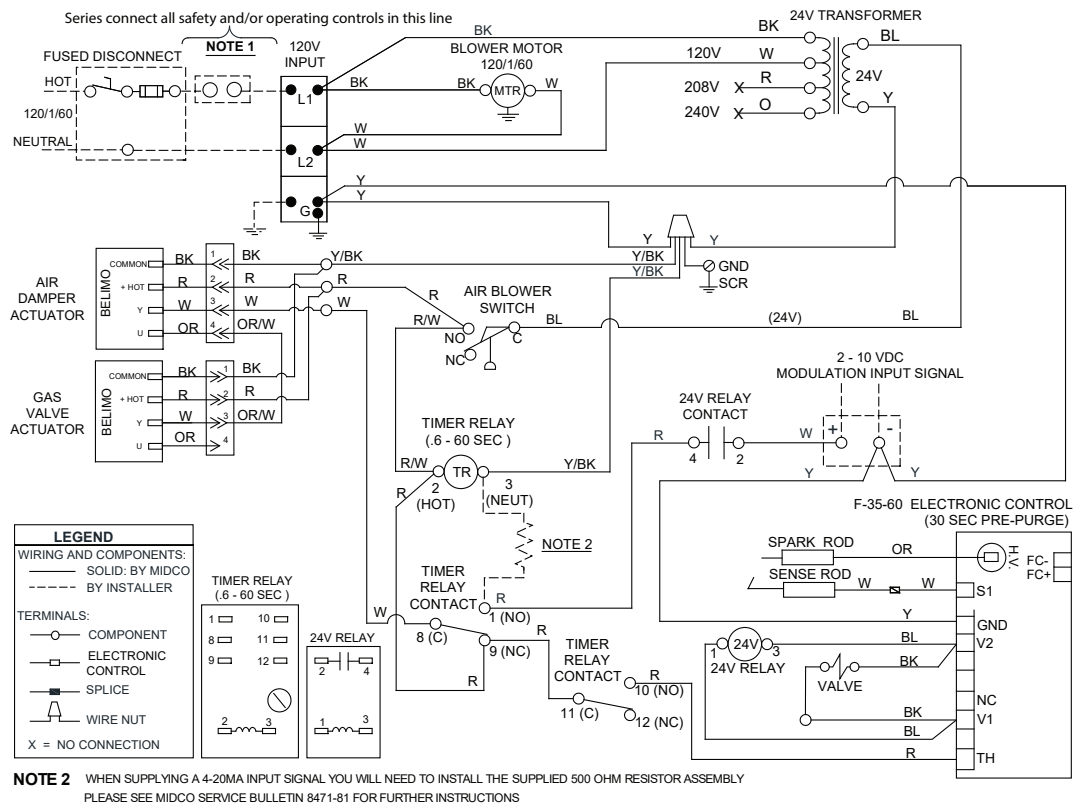 Series connect all safety and/or operating controls in this line
NOTE 1
FUSED DISCONNECT
HOT
120/1/60
NEUTRAL
120V
INPUT
L1
L2
G
BK
BLOWER MOTOR
120/1/60
BK
BK
MTR
W
W
W
Y
Y
24V TRANSFORMER
BK
BL
120V
W
208V
X
R
240V
X
O
24V
Y
Y
Y
Y/BK
Y/BK
GND
SCR
AIR
DAMPER
ACTUATOR
BELIMO
COMMON
+ HOT
Y
U
BK
R
W
OR
1
2
3
4
BK
R
W
OR/W
Y/BK
R
W
GAS
VALVE
ACTUATOR
BELIMO
COMMON
+ HOT
Y
U
BK
R
W
OR
1
2
3
4
BK
R
OR/W
R
R/W
AIR BLOWER
SWITCH
NO
NC
C
BL
(24V)
BL
2 - 10 VDC
MODULATION INPUT SIGNAL
+
-
24V RELAY
CONTACT
R
4
2
W
Y
Y
TIMER RELAY
(.6 - 60 SEC )
R/W
TR
Y/BK
R
2
(HOT)
3
(NEUT)
NOTE 2
TIMER
RELAY
CONTACT
R
1 (NO)
W
8 (C)
9 (NC)
R
R
TIMER
RELAY
CONTACT
R
10 (NO)
11 (C)
12 (NC)
F-35-60 ELECTRONIC CONTROL
(30 SEC PRE-PURGE)
SPARK ROD
OR
H.V.
FC-
FC+
SENSE ROD
W
W
S1
Y
GND
BL
V2
1
24V
3
24V RELAY
BK
VALVE
NC
BK
V1
BL
R
TH
LEGEND
WIRING AND COMPONENTS:
SOLID: BY MIDCO
BY INSTALLER
TERMINALS:
COMPONENT
ELECTRONIC
CONTROL
SPLICE
WIRE NUT
X = NO CONNECTION
TIMER RELAY
(.6 - 60 SEC )
1
10
8
11
9
12
2
3
24V RELAY
2
4
1
3
NOTE 2 WHEN SUPPLYING A 4-20MA INPUT SIGNAL YOU WILL NEED TO INSTALL THE SUPPLIED 500 OHM RESISTOR ASSEMBLY
PLEASE SEE MIDCO SERVICE BULLETIN 8471-81 FOR FURTHER INSTRUCTIONS